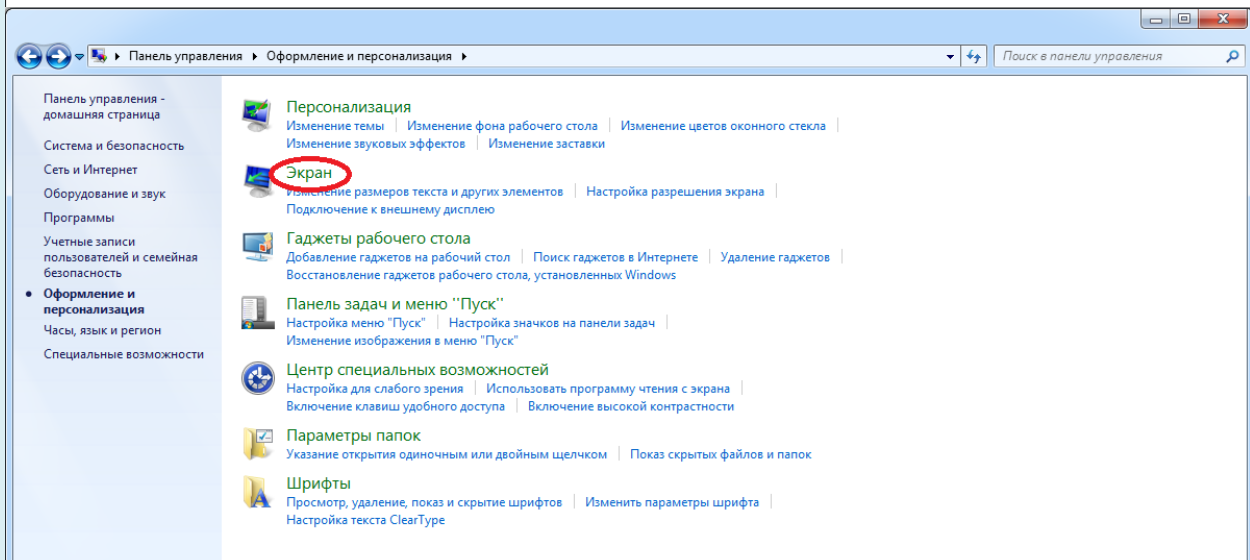 Панель управления ▸ Оформление и персонализация ▸
Поиск в панели управления
Панель управления -
домашняя страница
Система и безопасность
Сеть и Интернет
Оборудование и звук
Программы
Учетные записи
пользователей и семейная
безопасность
Оформление и
персонализация
Часы, язык и регион
Специальные возможности
Персонализация
Изменение темы | Изменение фона рабочего стола | Изменение цветов оконного стекла |
Изменение звуковых эффектов | Изменение заставки
Экран
Изменение размеров текста и других элементов | Настройка разрешения экрана |
Подключение к внешнему дисплею
Гаджеты рабочего стола
Добавление гаджетов на рабочий стол | Поиск гаджетов в Интернете | Удаление гаджетов |
Восстановление гаджетов рабочего стола, установленных Windows
Панель задач и меню "Пуск"
Настройка меню "Пуск" | Настройка значков на панели задач |
Изменение изображения в меню "Пуск"
Центр специальных возможностей
Настройка для слабого зрения | Использовать программу чтения с экрана |
Включение клавиш удобного доступа | Включение высокой контрастности
Параметры папок
Указание открытия одиночным или двойным щелчком | Показ скрытых файлов и папок
Шрифты
Просмотр, удаление, показ и скрытие шрифтов | Изменить параметры шрифта |
Настройка текста ClearType